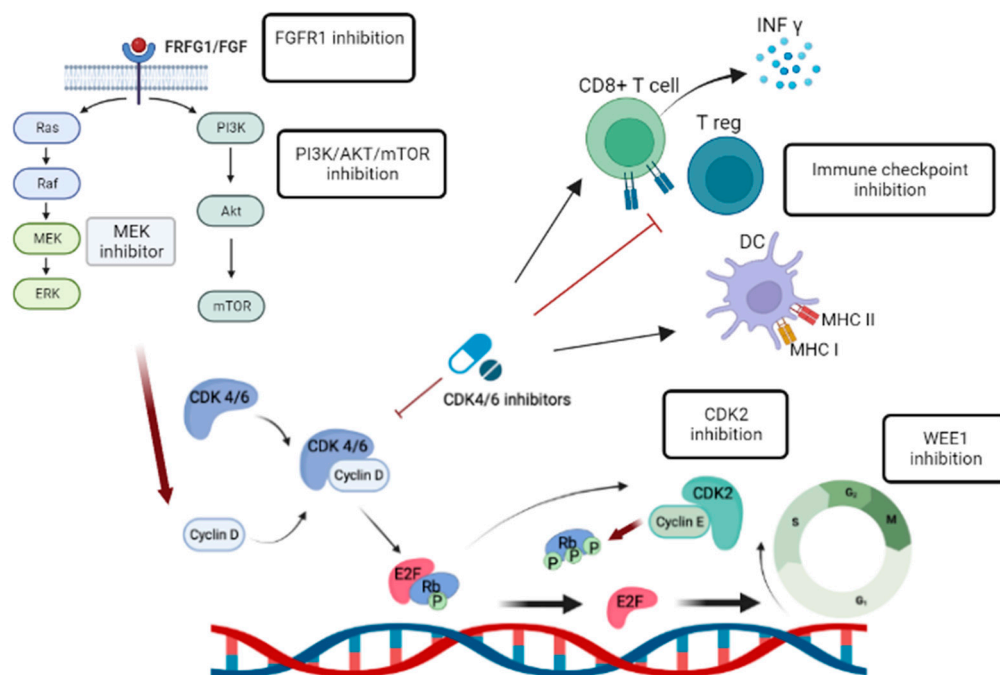 FRFG1/FGF
FGFR1 inhibition
Ras
Raf
MEK
ERK
MEK
inhibitor
PI3K
Akt
mTOR
PI3K/AKT/mTOR
inhibition
INF γ
CD8+ T cell
T reg
Immune checkpoint
inhibition
DC
MHC II
MHC I
CDK4/6 inhibitors
CDK 4/6
CDK 4/6
Cyclin D
Cyclin D
E2F
Rb
P
CDK2
inhibition
WEE1
inhibition
CDK2
Cyclin E
Rb
P
P
P
E2F
S
G₂
M
G₁